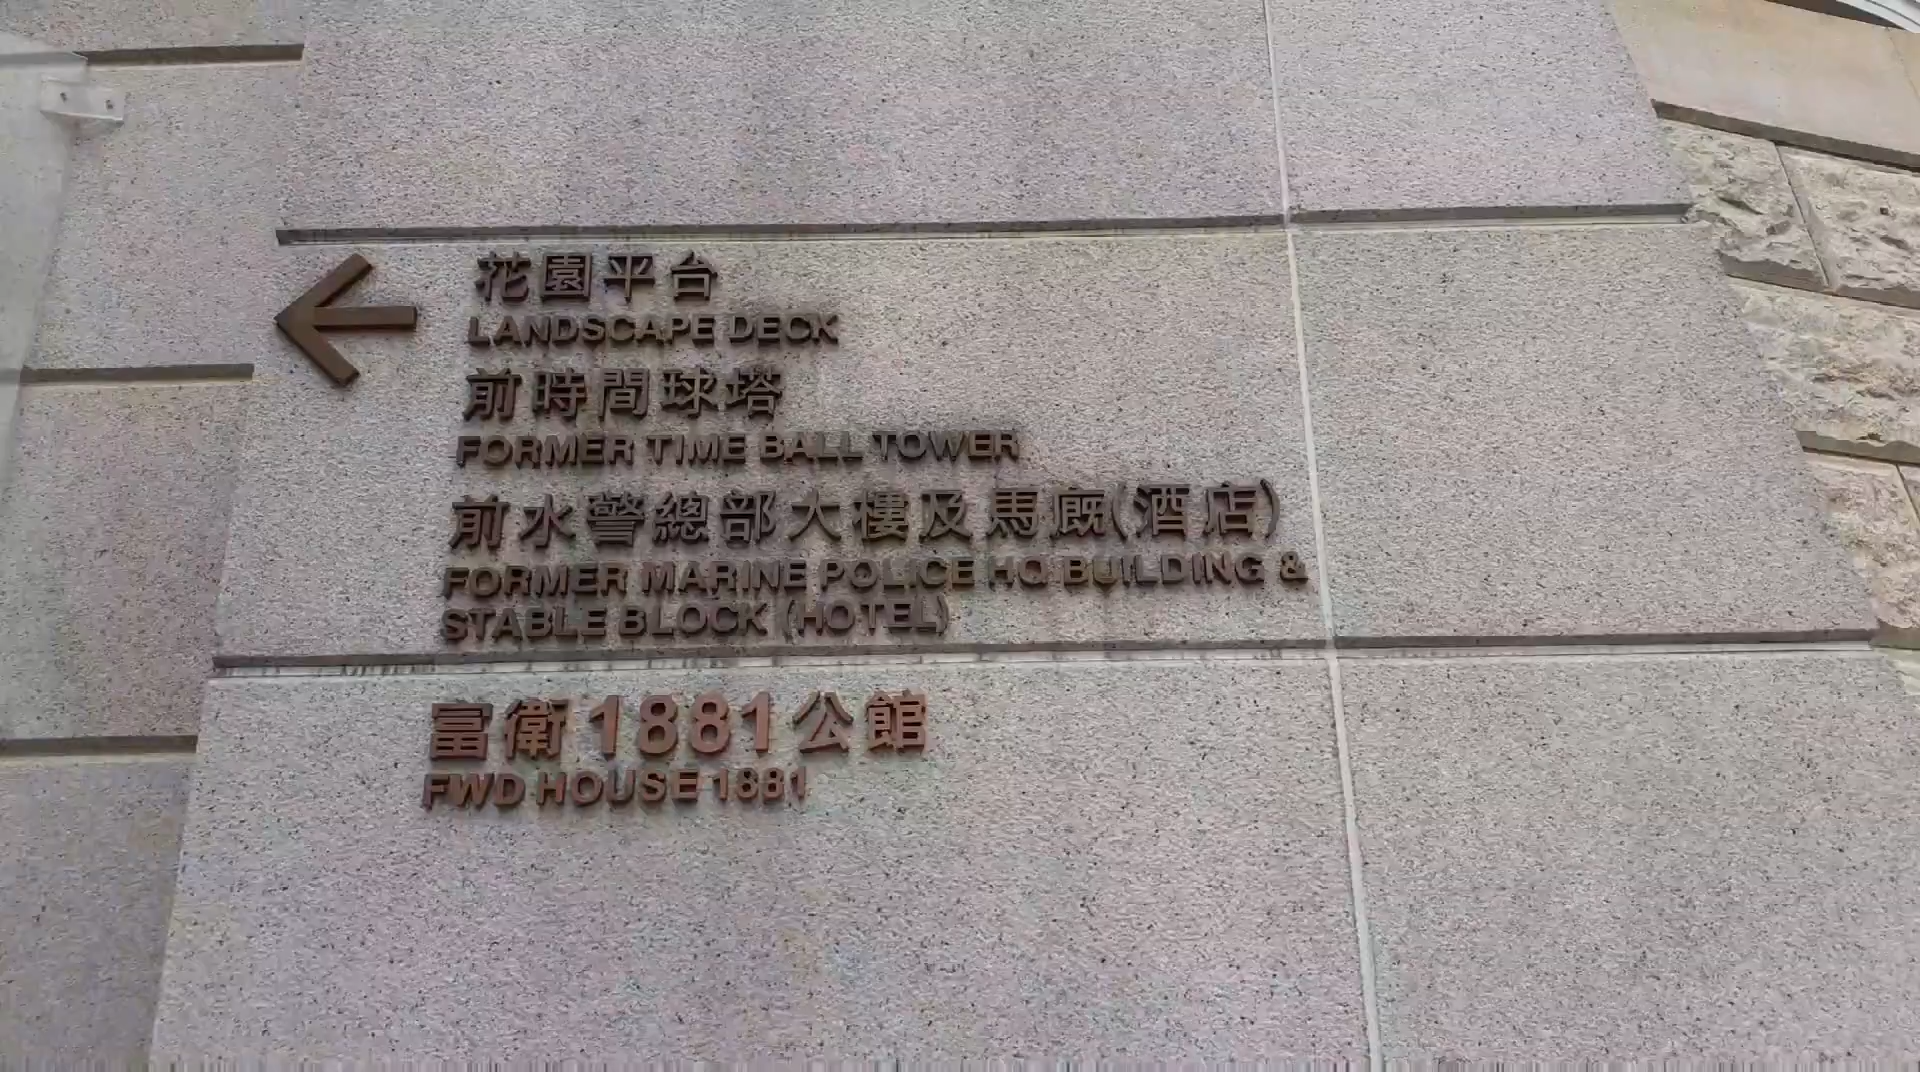 花園平台
LANDSCAPE DECK
前時間球塔
FORMER TIME BALL TOWER
前水警總部大樓及馬廐(酒店)
FORMER MARINE POLICE HQ BUILDING &
STABLE BLOCK (HOTEL)
富衛1881公館
FWD HOUSE 1881